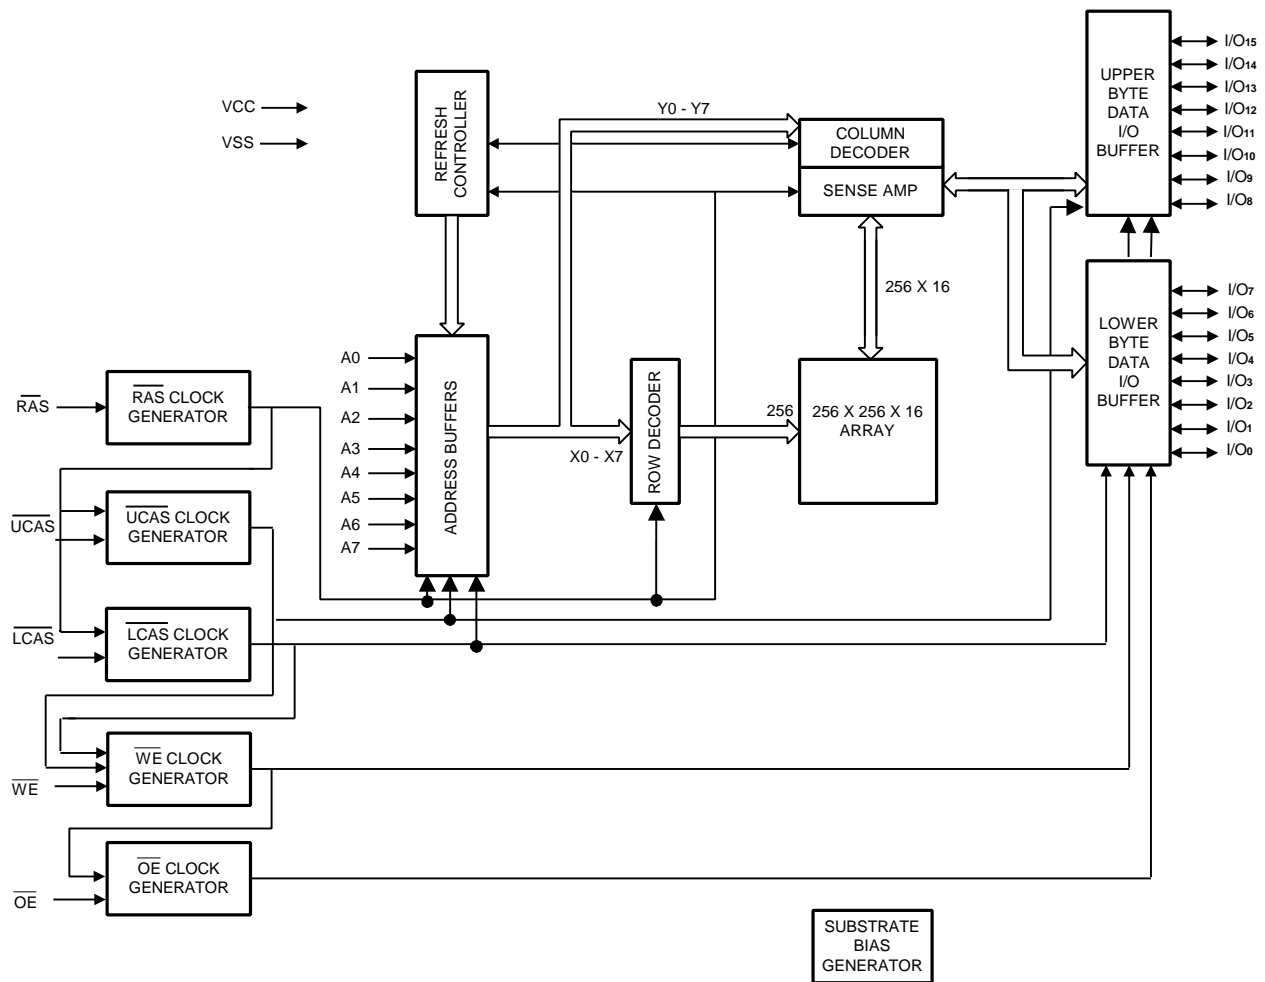 VCC
VSS
REFRESH
CONTROLLER
Y0 - Y7
COLUMN
DECODER
SENSE AMP
UPPER
BYTE
DATA
I/O
BUFFER
I/O15
I/O14
I/O13
I/O12
I/O11
I/O10
I/O9
I/O8
256 X 16
LOWER
BYTE
DATA
I/O
BUFFER
I/O7
I/O6
I/O5
I/O4
I/O3
I/O2
I/O1
I/O0
A0
A1
A2
A3
A4
A5
A6
A7
ADDRESS BUFFERS
X0 - X7
ROW DECODER
256
256 X 256 X 16
ARRAY
RAS
RAS CLOCK
GENERATOR
UCAS
UCAS CLOCK
GENERATOR
LCAS
LCAS CLOCK
GENERATOR
WE
WE CLOCK
GENERATOR
OE
OE CLOCK
GENERATOR
SUBSTRATE
BIAS
GENERATOR